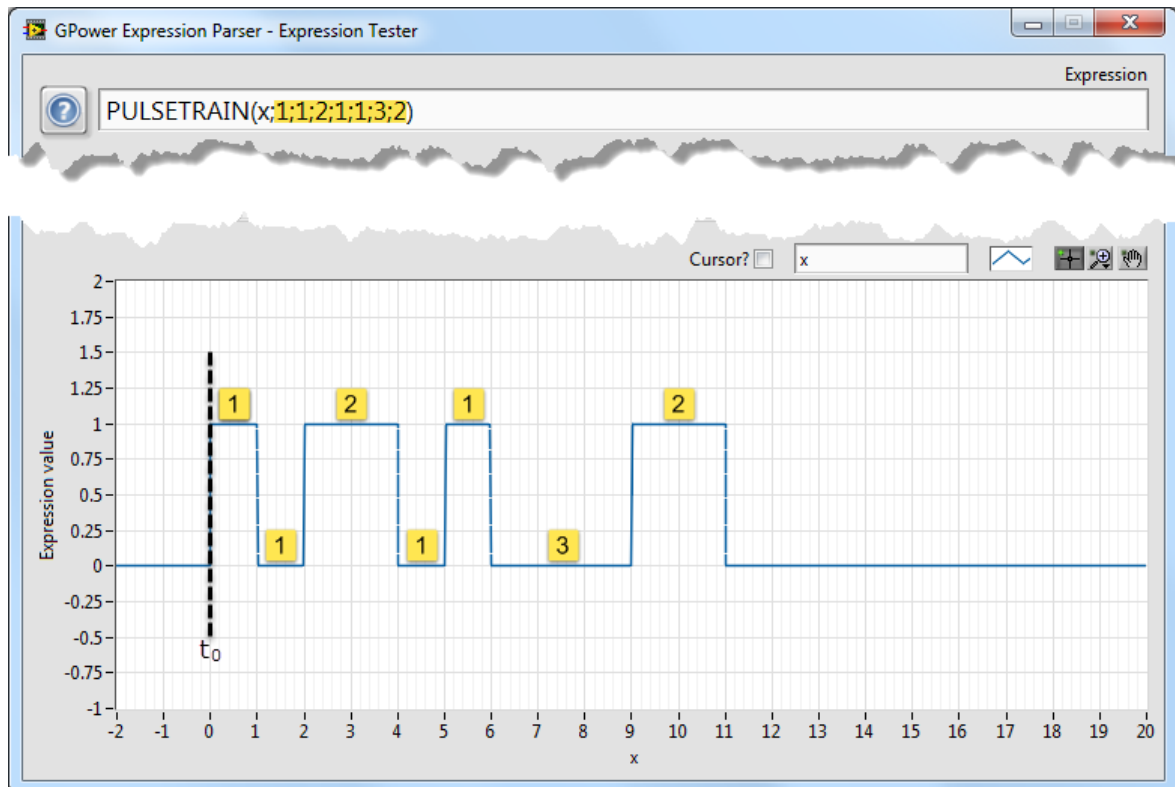 GPower Expression Parser - Expression Tester
Expression
PULSETRAIN(x;1;1;2;1;1;3;2)
Cursor?
x
2
1.75
1.5
1.25
1
0.75
0.5
0.25
0
-0.25
-0.5
-0.75
-1
Expression value
1 2 1 2
1 1 3
t₀
-2 -1 0 1 2 3 4 5 6 7 8 9 10 11 12 13 14 15 16 17 18 19 20
x